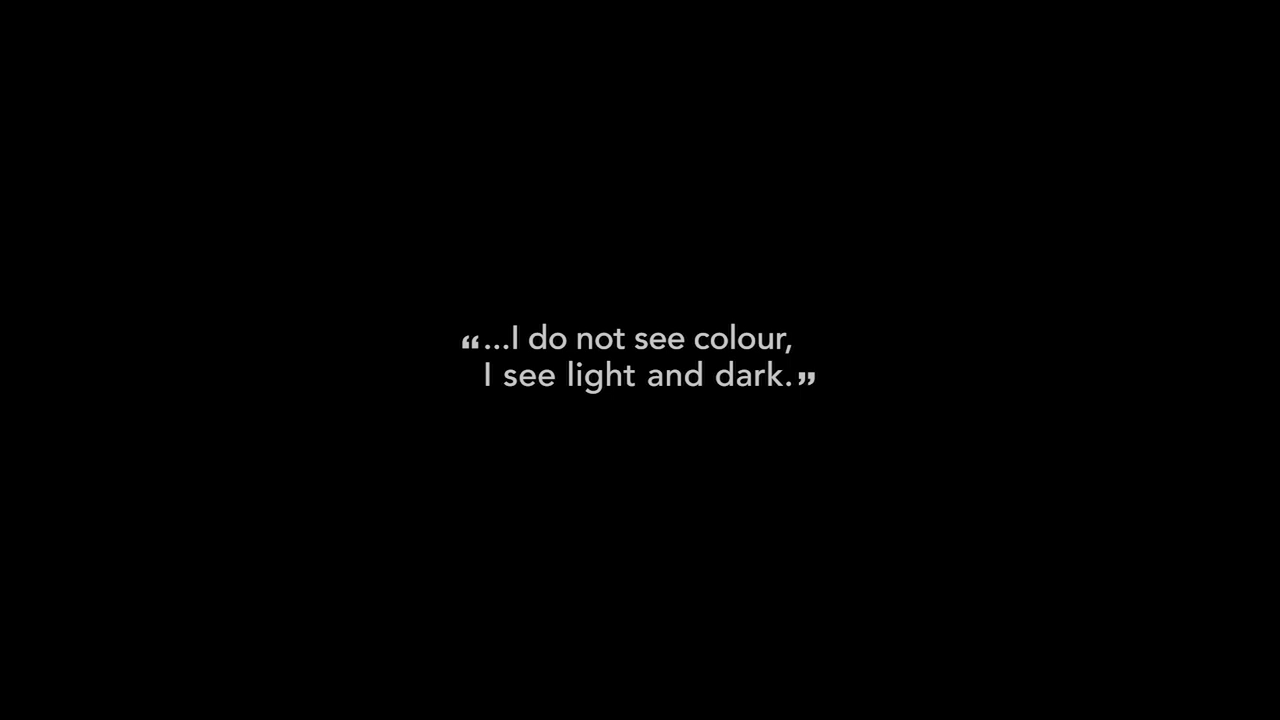 “...I do not see colour,
I see light and dark.”